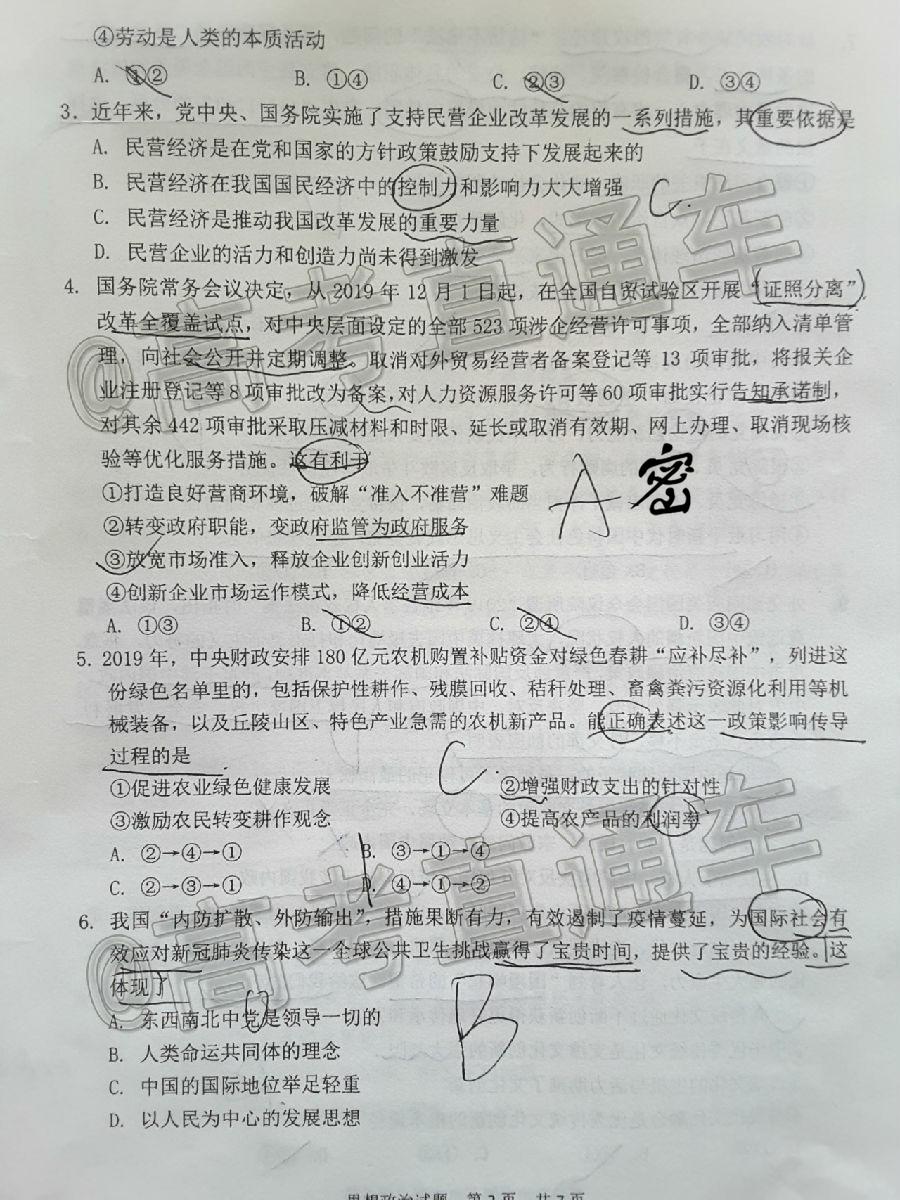 ④劳动是人类的本质活动
A. ①② B. ①④ C. ②③ D. ③④
3. 近年来，党中央、国务院实施了支持民营企业改革发展的一系列措施，其重要依据是
A. 民营经济是在党和国家的方针政策鼓励支持下发展起来的
B. 民营经济在我国国民经济中的控制力和影响力大大增强
C. 民营经济是推动我国改革发展的重要力量
C.
D. 民营企业的活力和创造力尚未得到激发
4. 国务院常务会议决定，从 2019 年 12 月 1 日起，在全国自贸试验区开展“证照分离”
改革全覆盖试点，对中央层面设定的全部 523 项涉企经营许可事项，全部纳入清单管
理，向社会公开并定期调整。取消对外贸易经营者备案登记等 13 项审批，将报关企
业注册登记等 8 项审批改为备案，对人力资源服务许可等 60 项审批实行告知承诺制，
对其余 442 项审批采取压减材料和时限、延长或取消有效期、网上办理、取消现场核
验等优化服务措施。这有利于
①打造良好营商环境，破解“准入不准营”难题
A 密
②转变政府职能，变政府监管为政府服务
③放宽市场准入，释放企业创新创业活力
④创新企业市场运作模式，降低经营成本
A. ①③ B. ①② C. ②④ D. ③④
5. 2019 年，中央财政安排 180 亿元农机购置补贴资金对绿色春耕“应补尽补”，列进这
份绿色名单里的，包括保护性耕作、残膜回收、秸秆处理、畜禽粪污资源化利用等机
械装备，以及丘陵山区、特色产业急需的农机新产品。能正确表述这一政策影响传导
过程的是
C.
①促进农业绿色健康发展 ②增强财政支出的针对性
③激励农民转变耕作观念 ④提高农产品的利润率
A. ②→④→① B. ③→①→④
C. ②→③→① D. ④→①→②
6. 我国“内防扩散、外防输出”，措施果断有力，有效遏制了疫情蔓延，为国际社会有
效应对新冠肺炎传染这一全球公共卫生挑战赢得了宝贵时间，提供了宝贵的经验。这
体现了
A. 东西南北中党是领导一切的
B
B. 人类命运共同体的理念
C. 中国的国际地位举足轻重
D. 以人民为中心的发展思想
思想政治试题 第 2 页 共 7 页
@高考直通车
@高考直通车